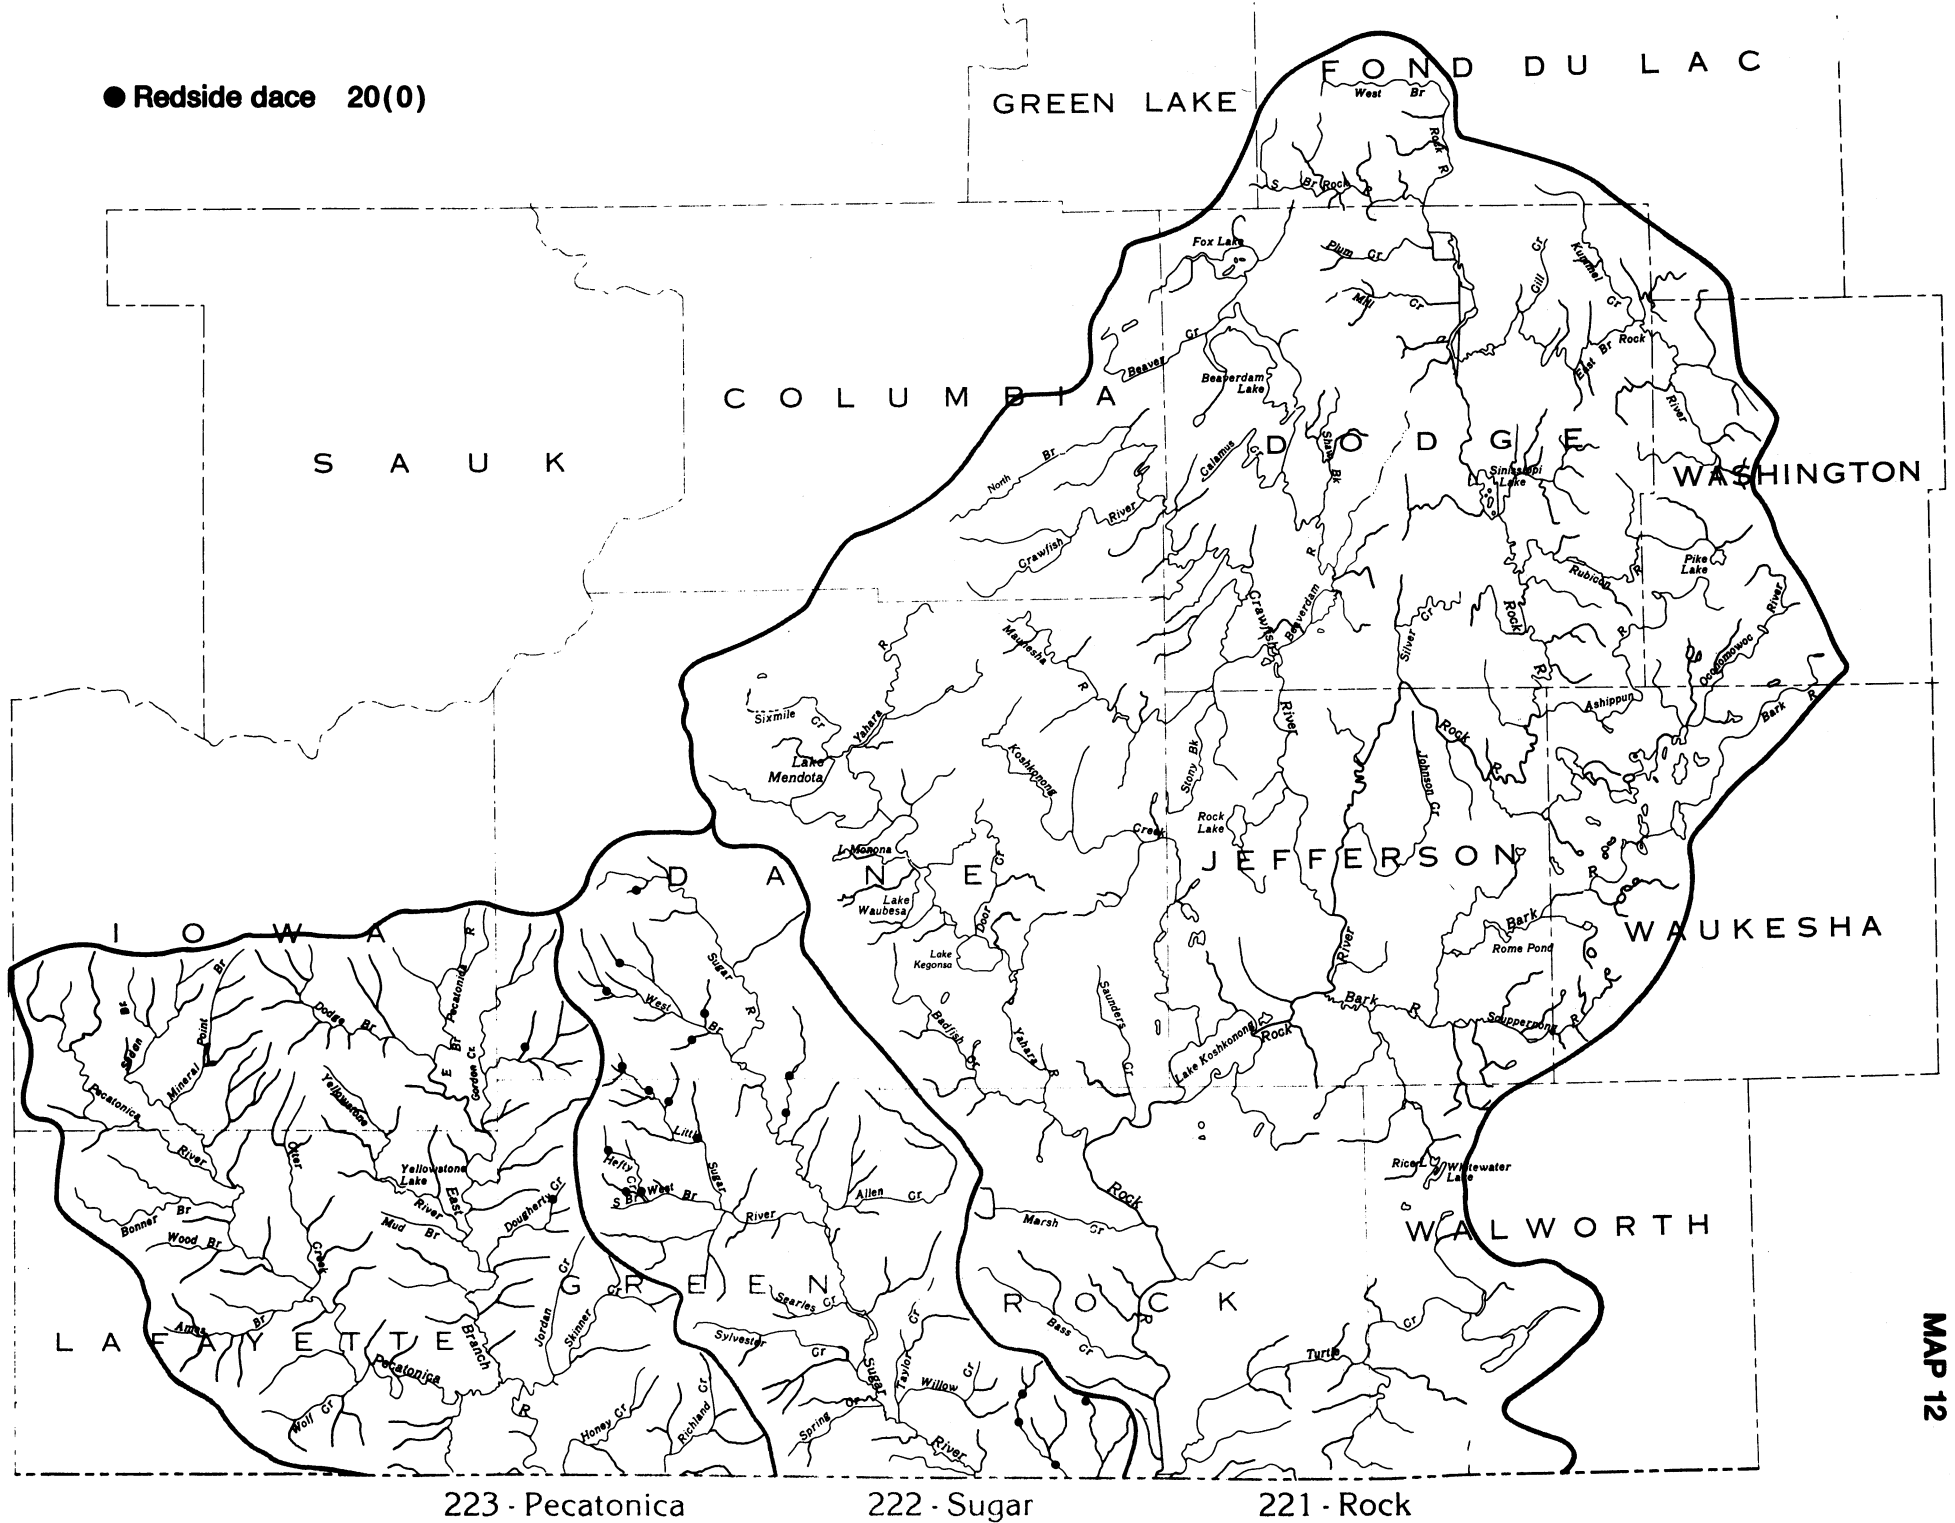 FOND DU LAC
● Redside dace 20(0)
GREEN LAKE
West Br
Rock R
S Br Rock R
Fox Lake
Plum Cr
Gill Cr
Kummel Cr
Mill Cr
Beaver Cr
East Br Rock River
Beaverdam Lake
COLUMBIA
SAUK
DODGE
North Br
Calamus Cr
Shaw Bk
Sinissippi Lake
WASHINGTON
Crawfish River
Pike Lake
Rubicon R
Crawfish River
Beaverdam R
Silver Cr
Rock R
Oconomowoc River
Maunesha R
Sixmile Cr
Yahara R
Ashippun R
Bark R
Lake Mendota
Koshkonong Creek
Stony Bk
Johnson Cr
Rock R
Rock Lake
L Monona
JEFFERSON
DANE
Lake Waubesa
Door Cr
Bark R
Rome Pond
WAUKESHA
IOWA
Lake Kegonsa
Sugar R
West Br
Pecatonica R
E Br
Mineral Point Br
Dodge Br
Gordon Cr
Badfish Cr
Yahara R
Saunders Cr
Lake Koshkonong
Rock River
Bark R
Scuppernong R
Pecatonica River
Yellowstone River
Little Sugar River
Hefty Cr
S Br West Br
Otter Creek
Yellowstone Lake
East Branch
Dougherty Cr
Allen Cr
Rice L
Whitewater Lake
Bonner Br
Wood Br
Mud Br
Marsh Cr
Rock R
WALWORTH
GREEN
Searles Cr
ROCK
Ames Br
LAFAYETTE
Jordan Cr
Skinner Cr
Sylvester Cr
Taylor Cr
Bass Cr
Turtle Cr
Pecatonica R
Sugar River
Willow Cr
Wolf Cr
Honey Cr
Richland Cr
Spring Cr
MAP 12
223 - Pecatonica
222 - Sugar
221 - Rock